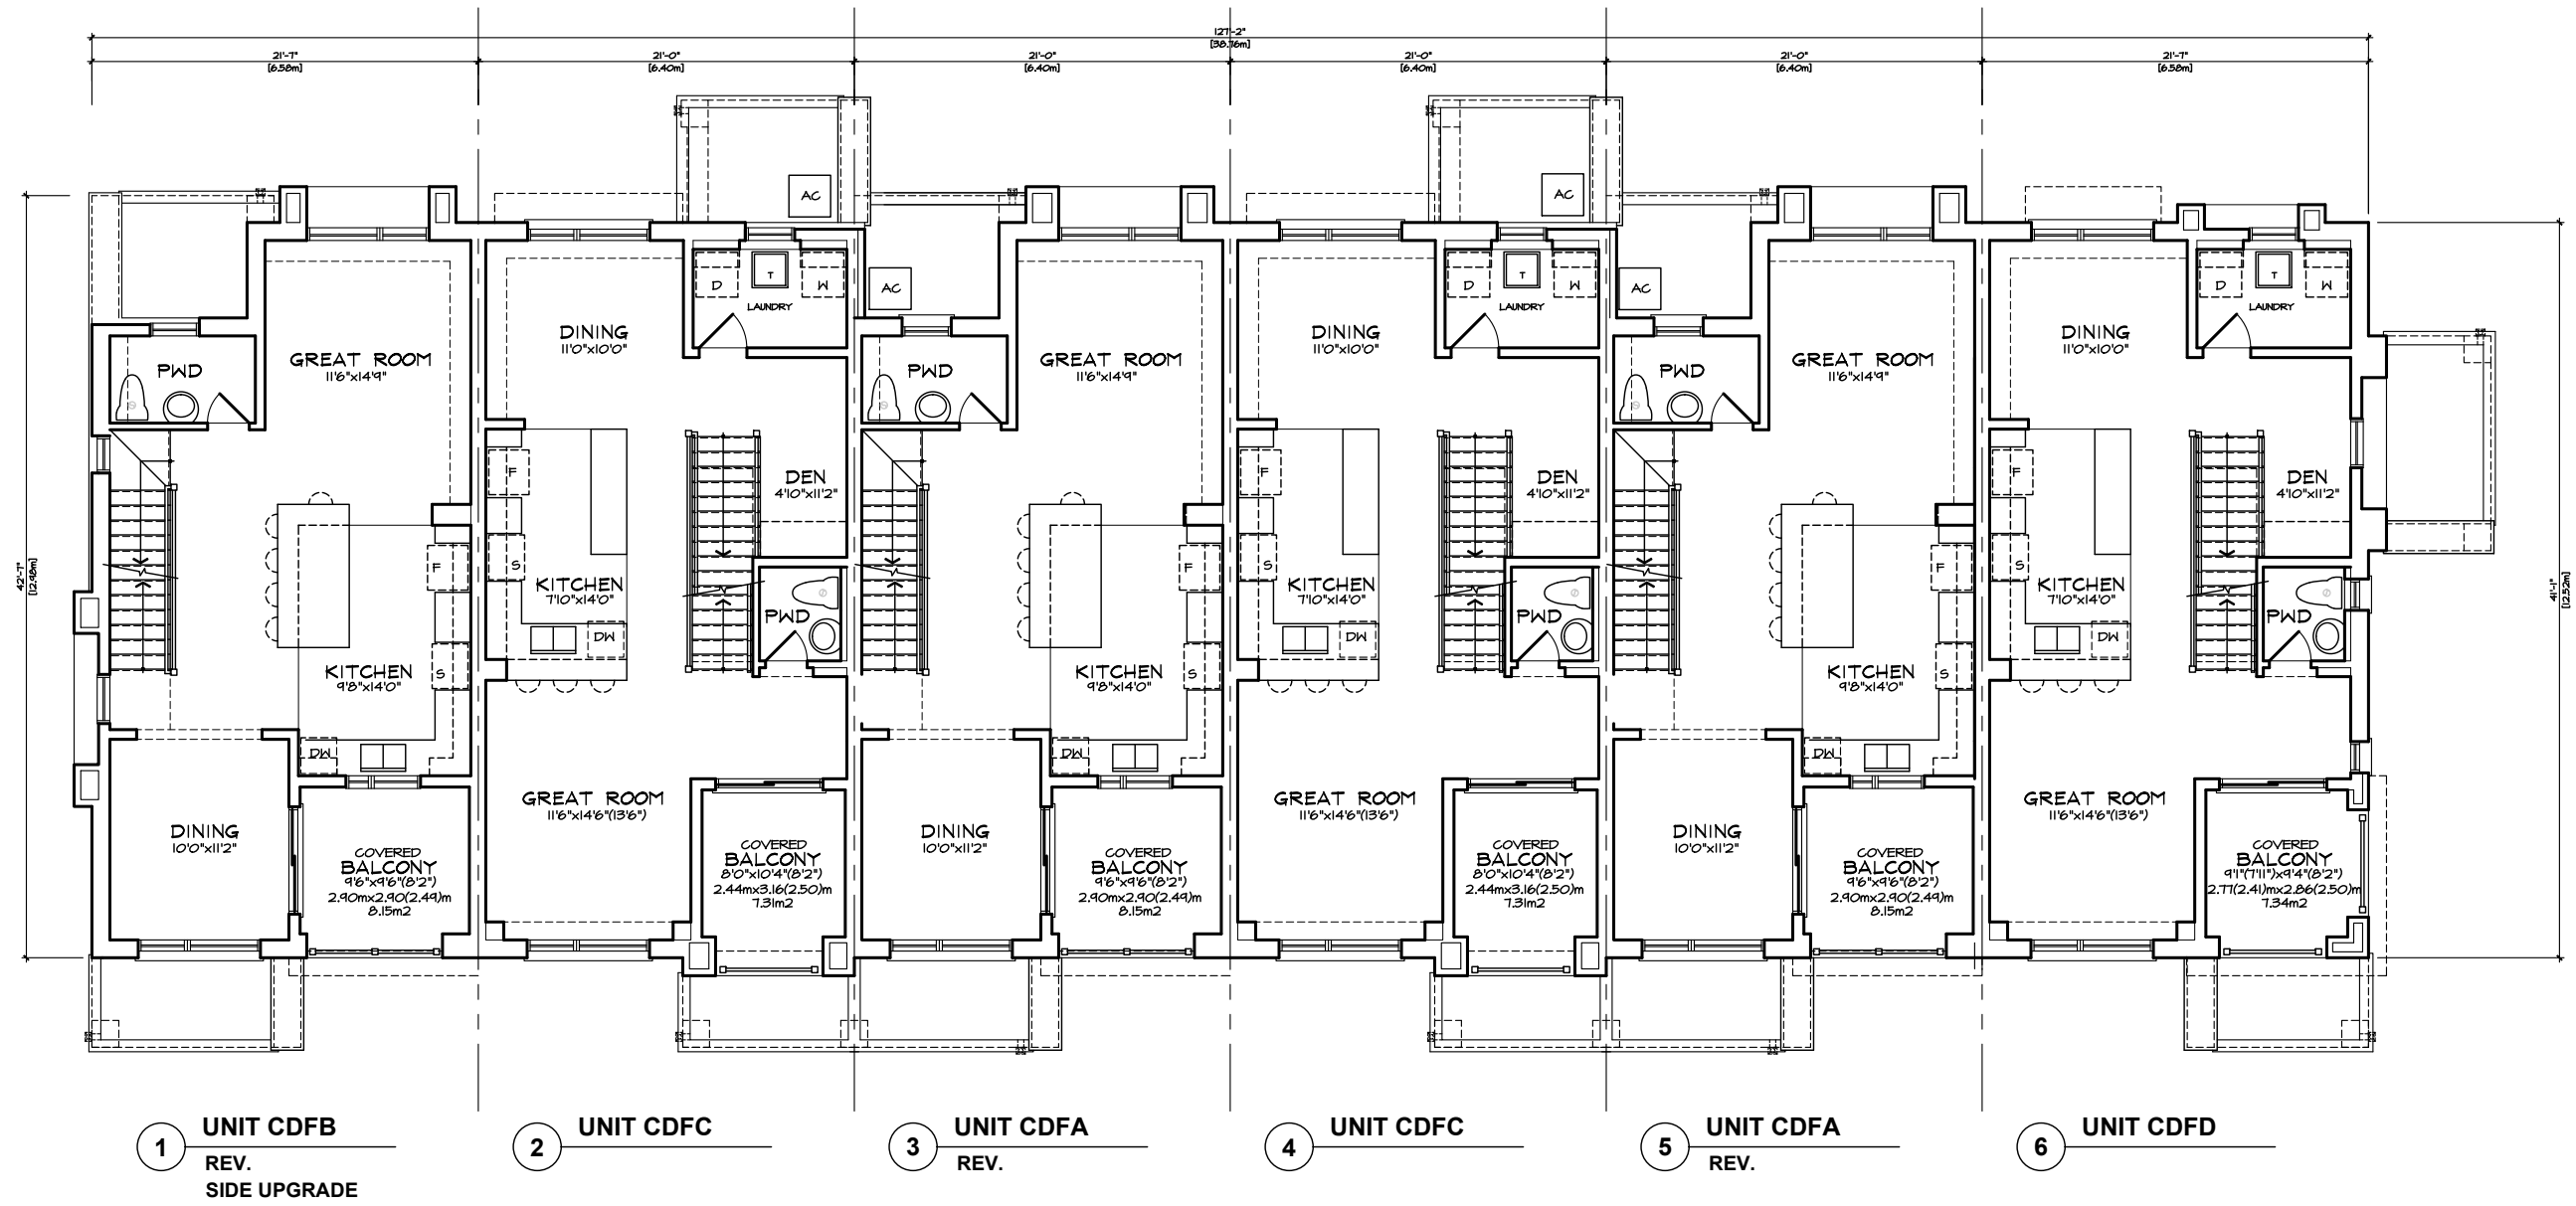 127'-2"
[38.76m]
21'-7"
[6.58m]
21'-0"
[6.40m]
21'-0"
[6.40m]
21'-0"
[6.40m]
21'-0"
[6.40m]
21'-7"
[6.58m]
42'-7"
[12.98m]
41'-1"
[12.52m]
PWD
GREAT ROOM
11'6"x14'9"
F
KITCHEN
9'8"x14'0"
S
DW
DINING
10'0"x11'2"
COVERED
BALCONY
9'6"x9'6"(8'2")
2.90mx2.90(2.49)m
8.15m2
AC
D
T
W
LAUNDRY
DINING
11'0"x10'0"
DEN
4'10"x11'2"
F
S
KITCHEN
7'10"x14'0"
DW
PWD
GREAT ROOM
11'6"x14'6"(13'6")
COVERED
BALCONY
8'0"x10'4"(8'2")
2.44mx3.16(2.50)m
7.31m2
AC
PWD
GREAT ROOM
11'6"x14'9"
F
KITCHEN
9'8"x14'0"
S
DW
DINING
10'0"x11'2"
COVERED
BALCONY
9'6"x9'6"(8'2")
2.90mx2.90(2.49)m
8.15m2
AC
D
T
W
LAUNDRY
DINING
11'0"x10'0"
DEN
4'10"x11'2"
F
S
KITCHEN
7'10"x14'0"
DW
PWD
GREAT ROOM
11'6"x14'6"(13'6")
COVERED
BALCONY
8'0"x10'4"(8'2")
2.44mx3.16(2.50)m
7.31m2
AC
PWD
GREAT ROOM
11'6"x14'9"
F
KITCHEN
9'8"x14'0"
S
DW
DINING
10'0"x11'2"
COVERED
BALCONY
9'6"x9'6"(8'2")
2.90mx2.90(2.49)m
8.15m2
D
T
W
LAUNDRY
DINING
11'0"x10'0"
DEN
4'10"x11'2"
F
S
KITCHEN
7'10"x14'0"
DW
PWD
GREAT ROOM
11'6"x14'6"(13'6")
COVERED
BALCONY
9'1"(7'11")x9'4"(8'2")
2.77(2.41)mx2.86(2.50)m
7.34m2
1 UNIT CDFB
REV.
SIDE UPGRADE
2 UNIT CDFC
3 UNIT CDFA
REV.
4 UNIT CDFC
5 UNIT CDFA
REV.
6 UNIT CDFD